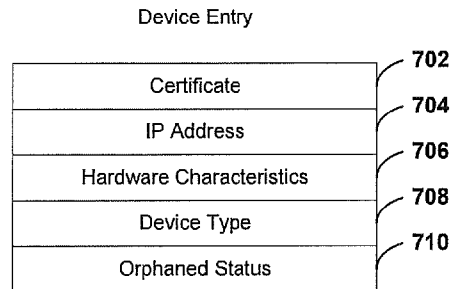 Device Entry
702
Certificate
704
IP Address
706
Hardware Characteristics
708
Device Type
710
Orphaned Status